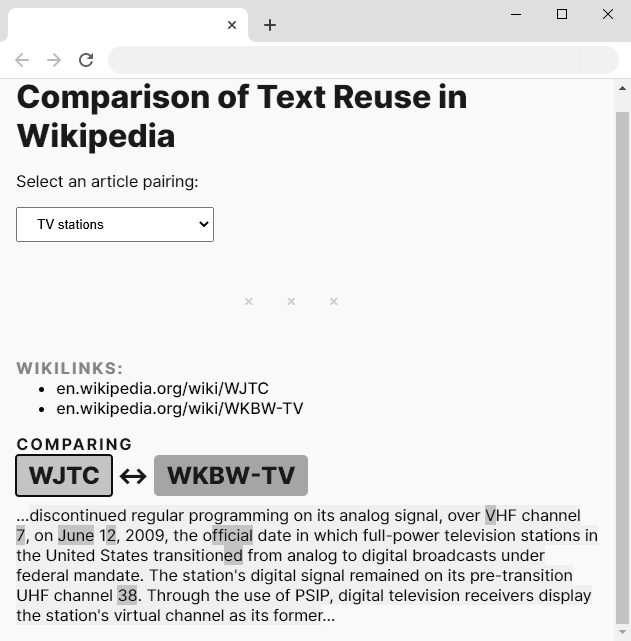 Comparison of Text Reuse in
Wikipedia
Select an article pairing:
TV stations
× × ×
WIKILINKS:
• en.wikipedia.org/wiki/WJTC
• en.wikipedia.org/wiki/WKBW-TV
COMPARING
WJTC ↔ WKBW-TV
...discontinued regular programming on its analog signal, over VHF channel
7, on June 12, 2009, the official date in which full-power television stations in
the United States transitioned from analog to digital broadcasts under
federal mandate. The station's digital signal remained on its pre-transition
UHF channel 38. Through the use of PSIP, digital television receivers display
the station's virtual channel as its former...